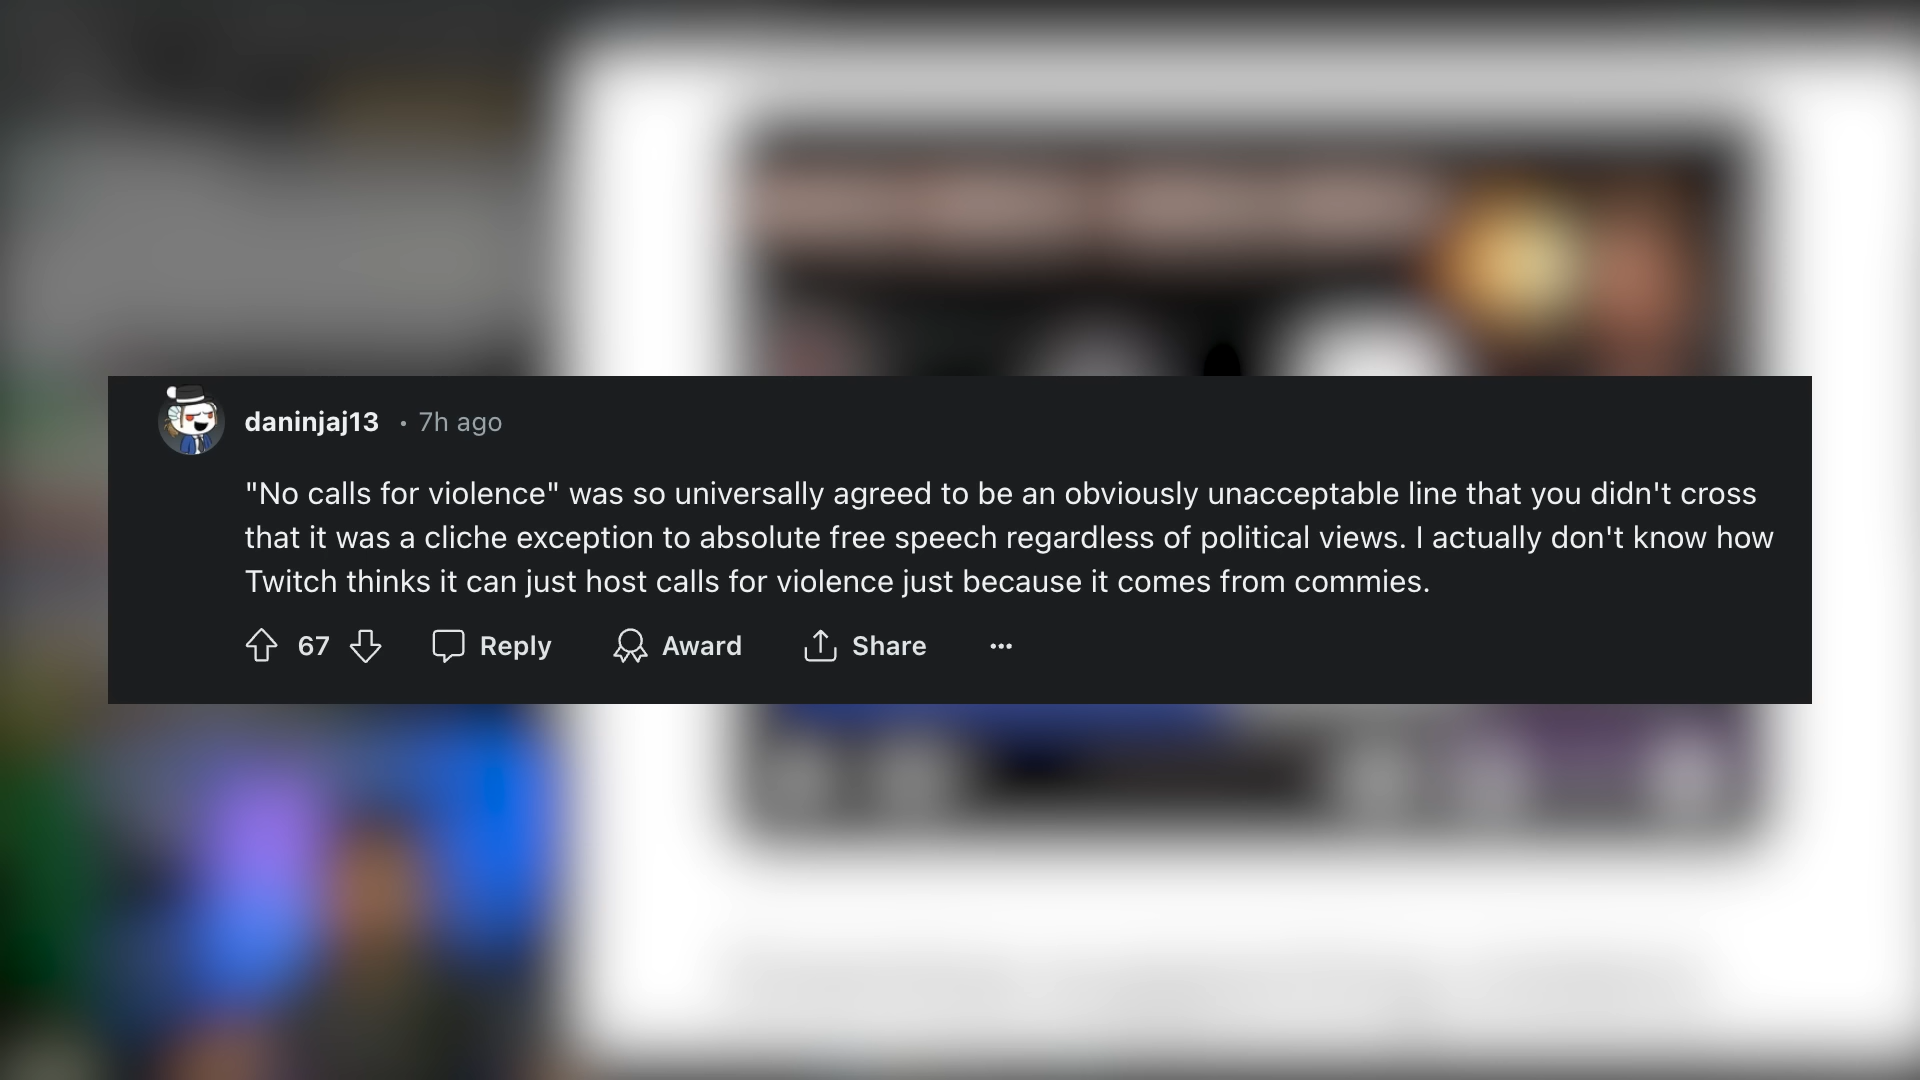 daninjaj13 • 7h ago
"No calls for violence" was so universally agreed to be an obviously unacceptable line that you didn't cross
that it was a cliche exception to absolute free speech regardless of political views. I actually don't know how
Twitch thinks it can just host calls for violence just because it comes from commies.
67 Reply Award Share ...